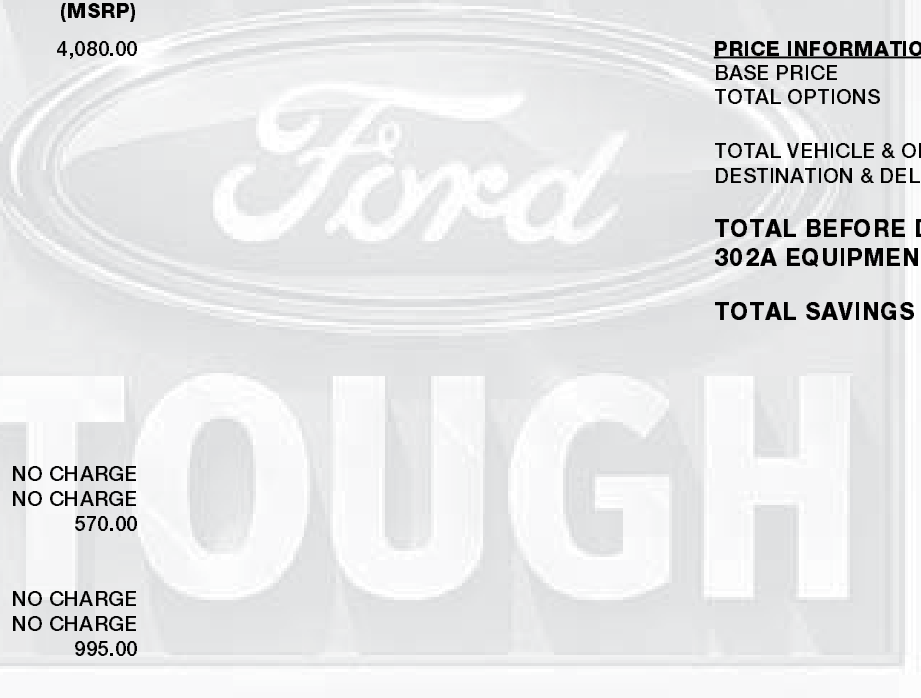 (MSRP)
4,080.00
PRICE INFORMATIO
BASE PRICE
TOTAL OPTIONS
TOTAL VEHICLE &
DESTINATION & DEL
TOTAL BEFORE
302A EQUIPMEN
TOTAL SAVINGS
Ford
TOUGH
NO CHARGE
NO CHARGE
570.00
NO CHARGE
NO CHARGE
995.00